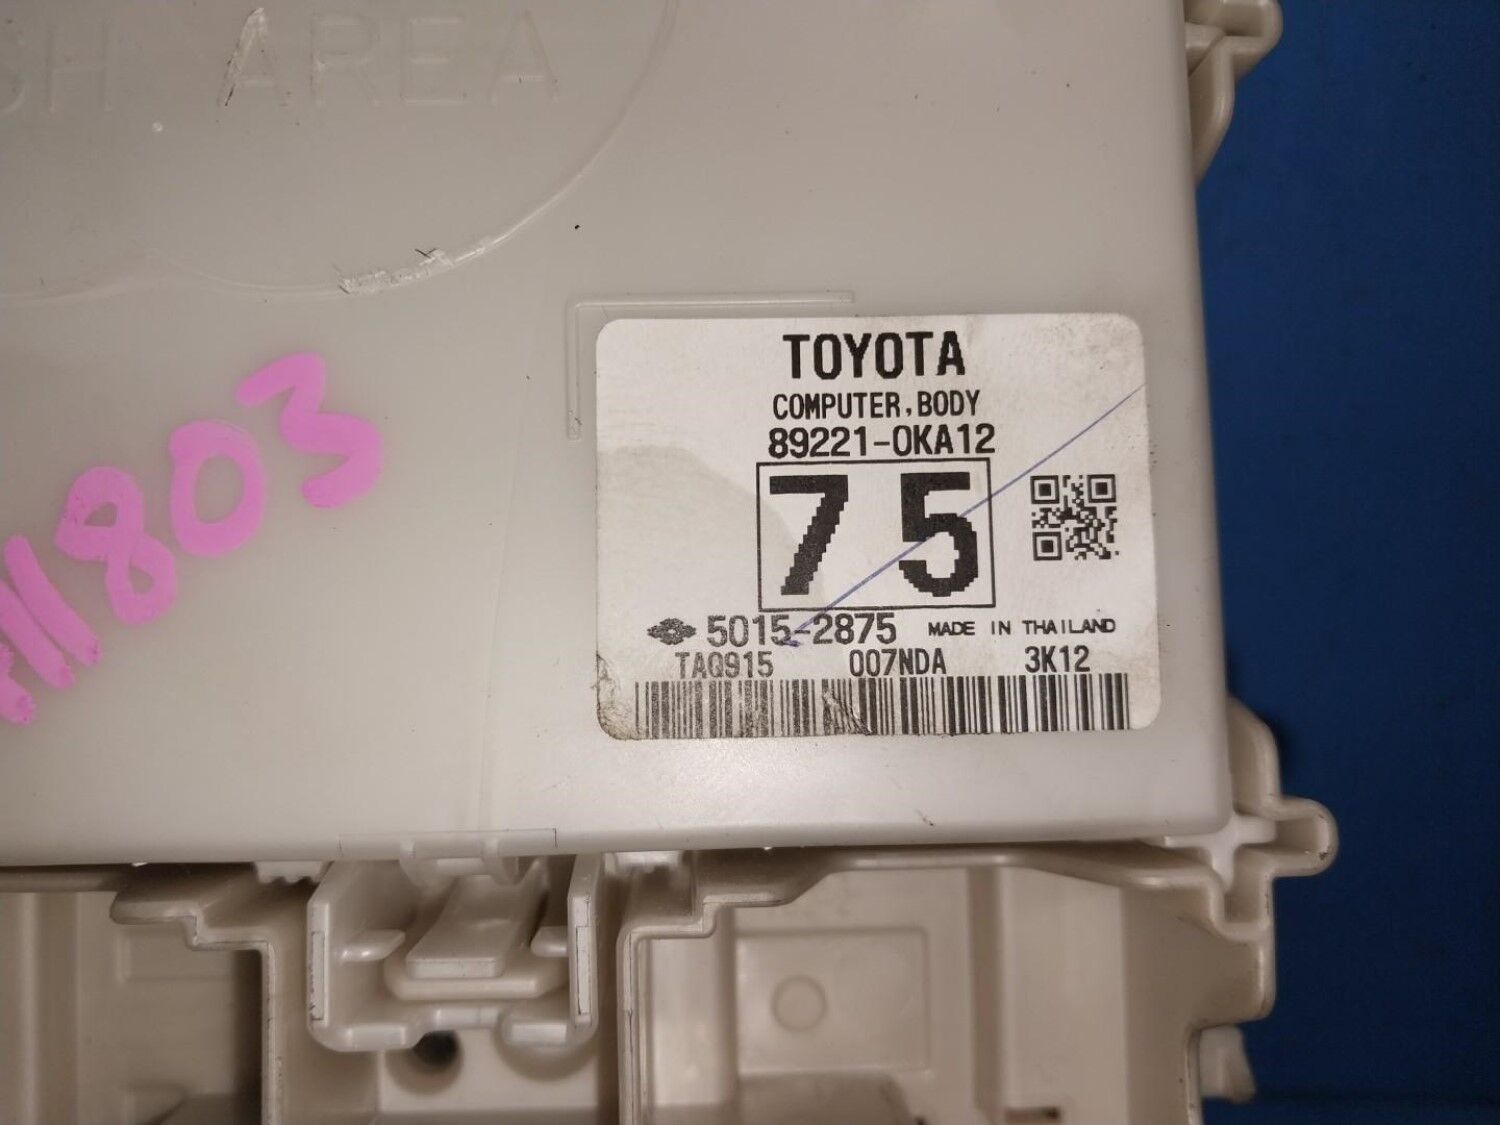 AREA
11803
TOYOTA
COMPUTER, BODY
89221-0KA12
75
5015-2875 MADE IN THAILAND
TAQ915 007NDA 3K12